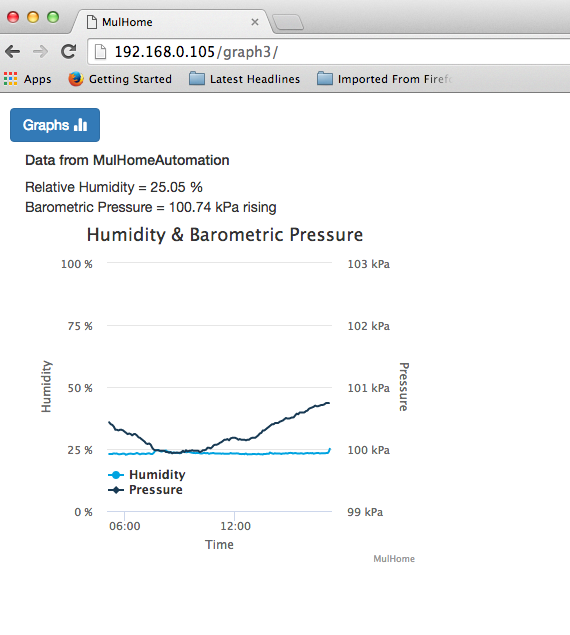 MulHome
192.168.0.105/graph3/
Apps Getting Started Latest Headlines Imported From Firef
Graphs
Data from MulHomeAutomation
Relative Humidity = 25.05 %
Barometric Pressure = 100.74 kPa rising
Humidity & Barometric Pressure
100 % 103 kPa
75 % 102 kPa
Humidity
Pressure
50 % 101 kPa
25 % 100 kPa
Humidity
Pressure
0 % 99 kPa
06:00 12:00
Time
MulHome